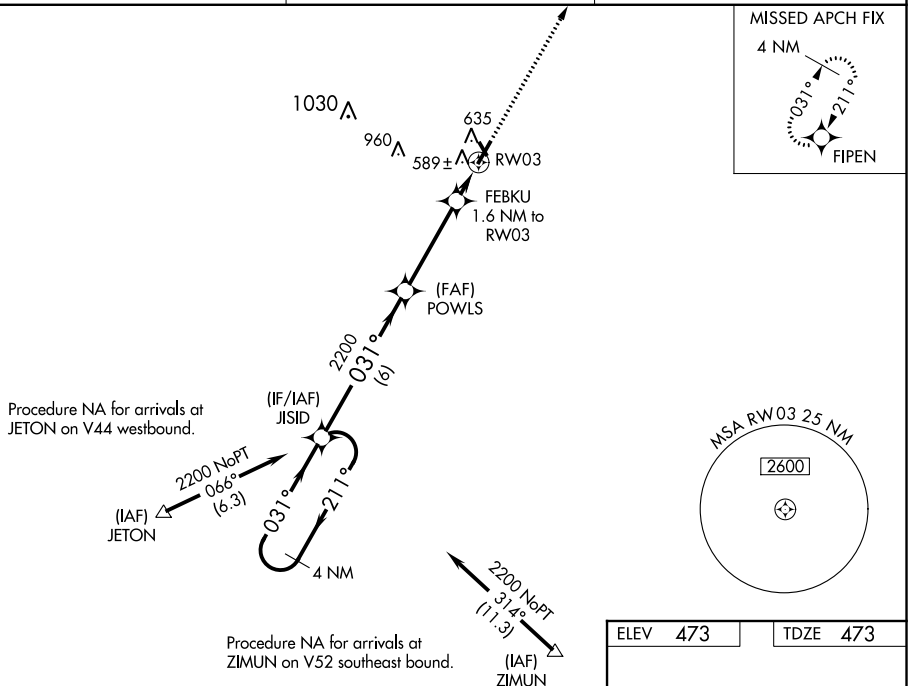 MISSED APCH FIX
4 NM
031°
211°
FIPEN
1030
960
635
589±
RW03
FEBKU
1.6 NM to
RW03
(FAF)
POWLS
2200
031°
(6)
(IF/IAF)
JISID
Procedure NA for arrivals at
JETON on V44 westbound.
2200 NoPT
066°
(6.3)
(IAF)
JETON
031°
211°
4 NM
MSA RW03 25 NM
2600
2200 NoPT
314°
(11.3)
(IAF)
ZIMUN
Procedure NA for arrivals at
ZIMUN on V52 southeast bound.
ELEV 473
TDZE 473